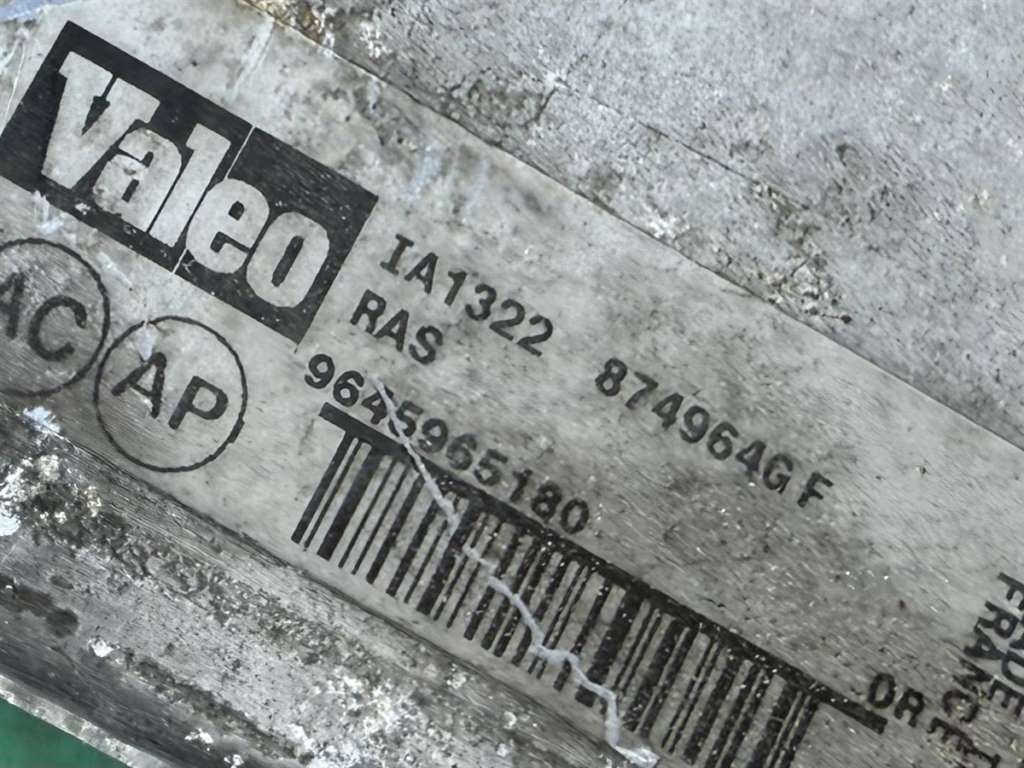 Valeo
IA1322 874964G F
RAS
9645965180
AC AP
FRANCE